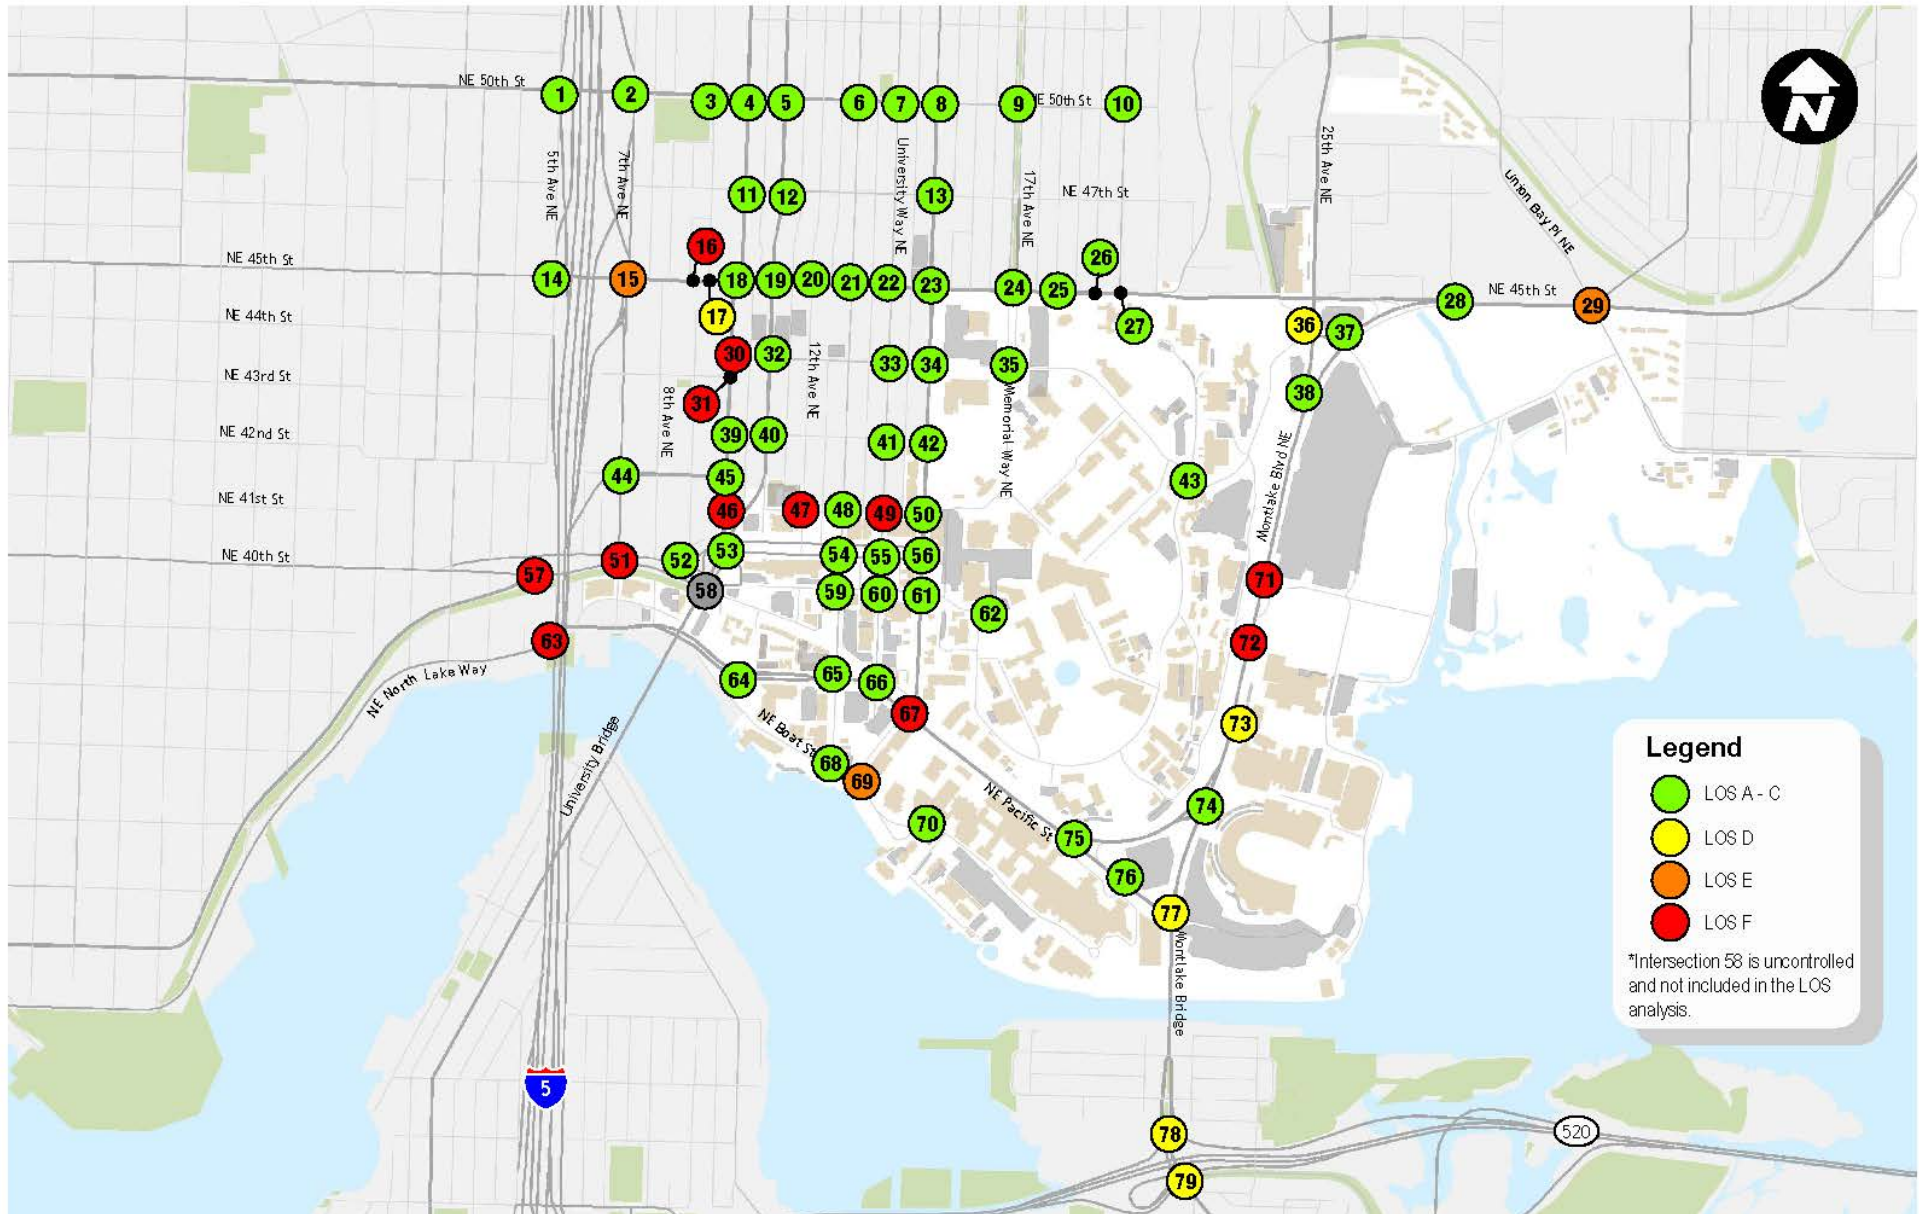 NE 50th St
1
2
3
4
5
6
7
8
9
E 50th St
10
5th Ave NE
7th Ave NE
University Way NE
17th Ave NE
NE 47th St
25th Ave NE
Union Bay Pl NE
11
12
13
16
26
NE 45th St
14
15
18
19
20
21
22
23
24
25
28
NE 45th St
29
NE 44th St
17
27
36
37
30
32
12th Ave NE
33
34
35
NE 43rd St
31
8th Ave NE
Memorial Way NE
38
NE 42nd St
39
40
41
42
Montlake Blvd NE
44
45
43
NE 41st St
46
47
48
49
50
NE 40th St
51
52
53
54
55
56
57
58
59
60
61
62
71
63
72
NE North Lake Way
64
65
66
67
73
University Bridge
NE Boat St
68
69
70
NE Pacific St
74
75
76
77
Montlake Bridge
78
79
5
520
N
Legend
LOS A - C
LOS D
LOS E
LOS F
*Intersection 58 is uncontrolled
and not included in the LOS
analysis.